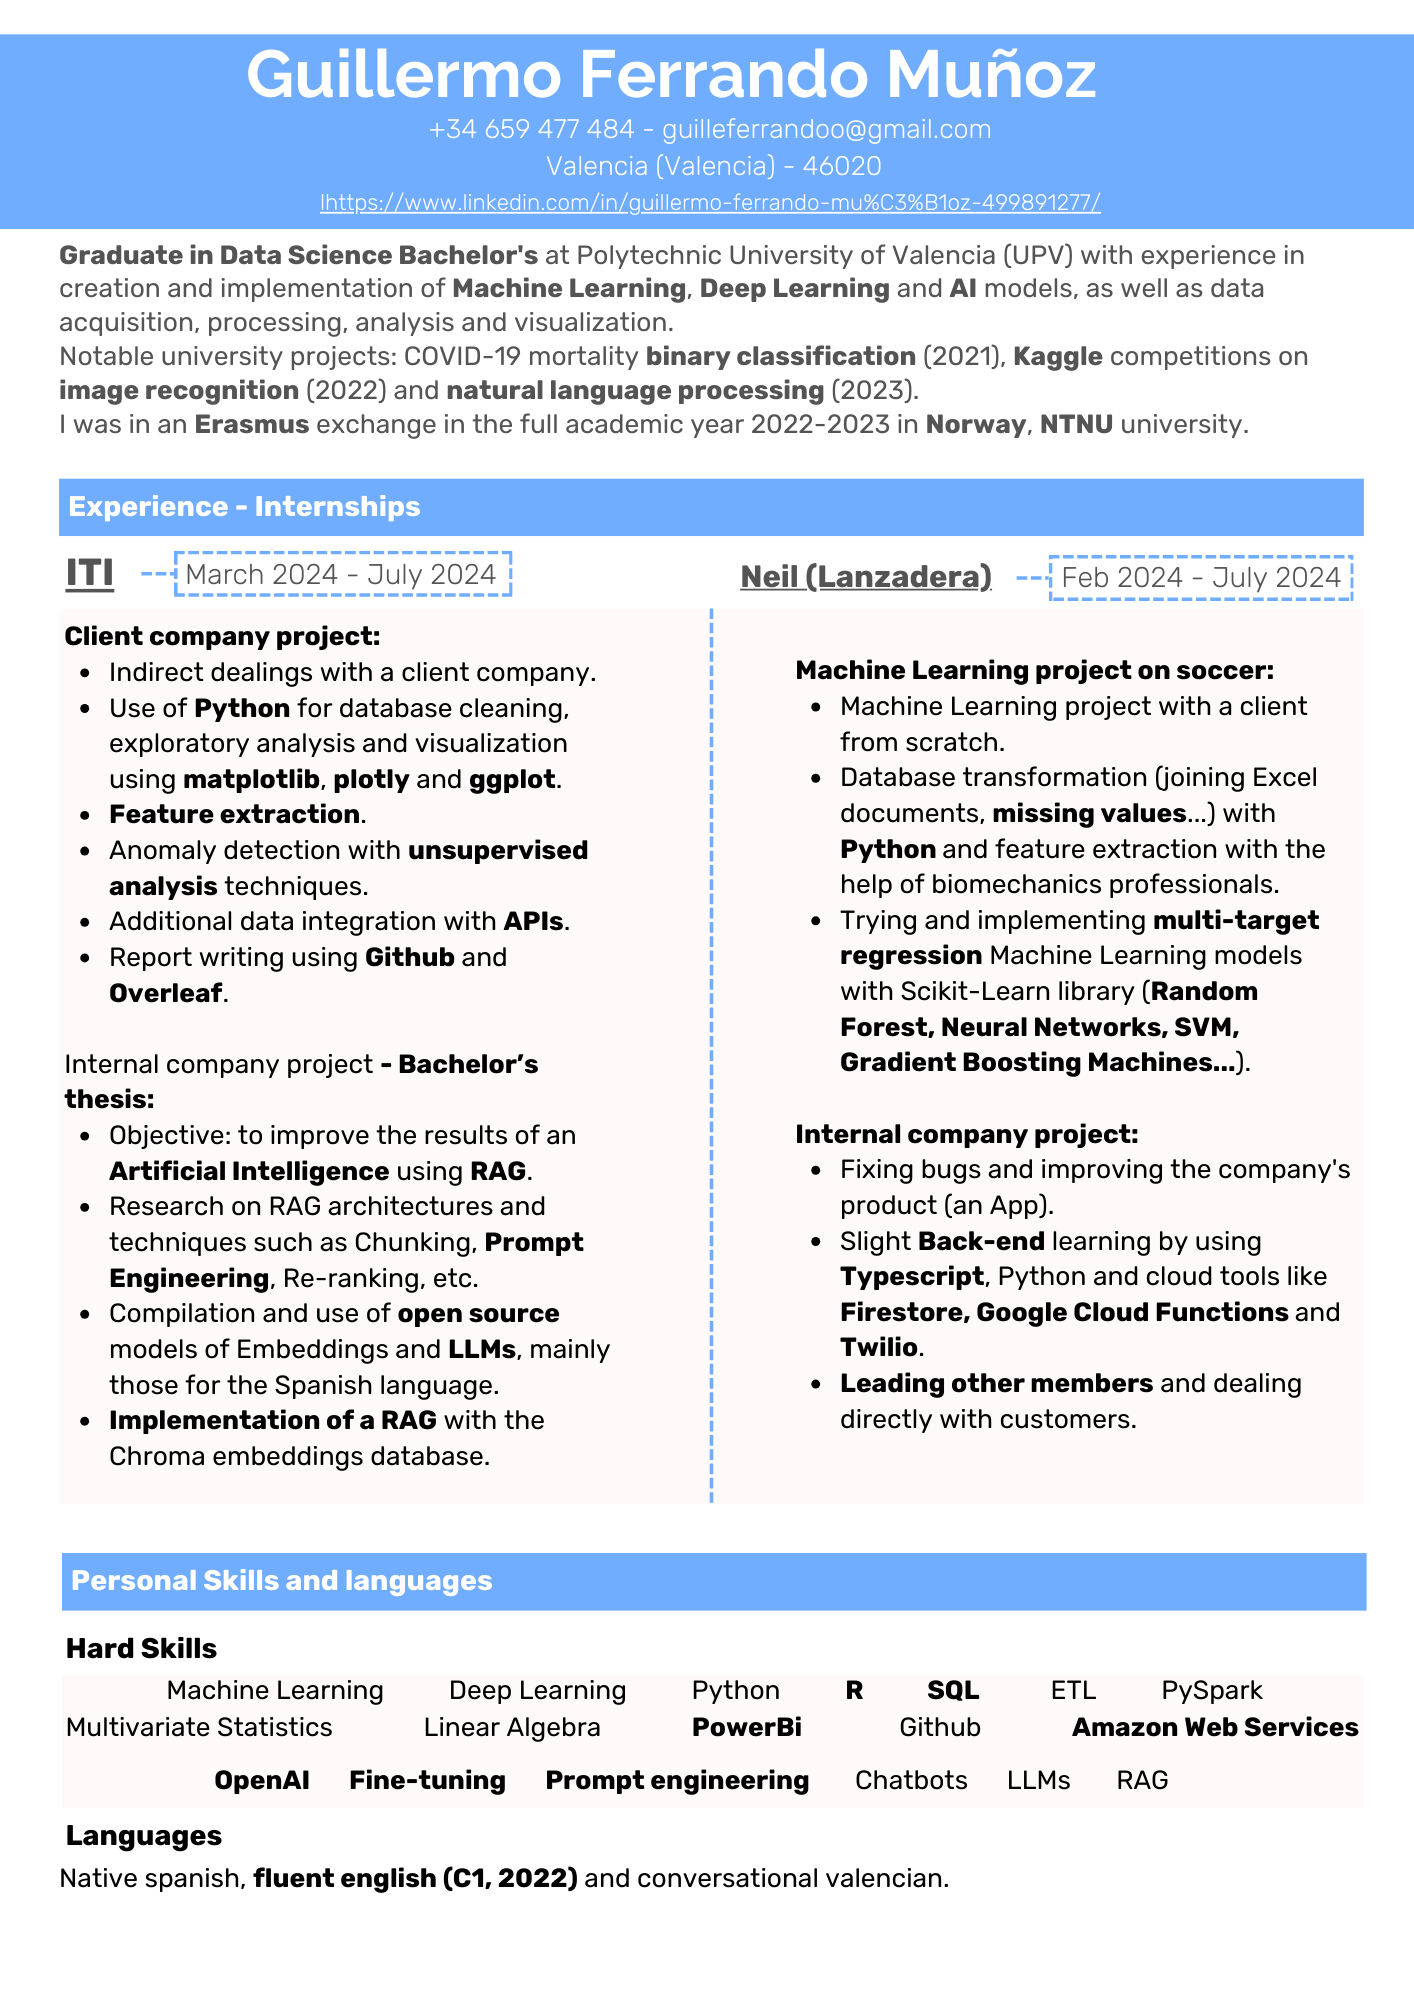 Guillermo Ferrando Muñoz
+34 659 477 484 - guilleferrandoo@gmail.com
Valencia (Valencia) - 46020
lhttps://www.linkedin.com/in/guillermo-ferrando-mu%C3%B1oz-499891277/
Graduate in Data Science Bachelor's at Polytechnic University of Valencia (UPV) with experience in
creation and implementation of Machine Learning, Deep Learning and AI models, as well as data
acquisition, processing, analysis and visualization.
Notable university projects: COVID-19 mortality binary classification (2021), Kaggle competitions on
image recognition (2022) and natural language processing (2023).
I was in an Erasmus exchange in the full academic year 2022-2023 in Norway, NTNU university.
Experience - Internships
ITI March 2024 - July 2024
Client company project:
• Indirect dealings with a client company.
• Use of Python for database cleaning,
exploratory analysis and visualization
using matplotlib, plotly and ggplot.
• Feature extraction.
• Anomaly detection with unsupervised
analysis techniques.
• Additional data integration with APIs.
• Report writing using Github and
Overleaf.
Internal company project - Bachelor’s
thesis:
• Objective: to improve the results of an
Artificial Intelligence using RAG.
• Research on RAG architectures and
techniques such as Chunking, Prompt
Engineering, Re-ranking, etc.
• Compilation and use of open source
models of Embeddings and LLMs, mainly
those for the Spanish language.
• Implementation of a RAG with the
Chroma embeddings database.
Neil (Lanzadera) Feb 2024 - July 2024
Machine Learning project on soccer:
• Machine Learning project with a client
from scratch.
• Database transformation (joining Excel
documents, missing values...) with
Python and feature extraction with the
help of biomechanics professionals.
• Trying and implementing multi-target
regression Machine Learning models
with Scikit-Learn library (Random
Forest, Neural Networks, SVM,
Gradient Boosting Machines...).
Internal company project:
• Fixing bugs and improving the company's
product (an App).
• Slight Back-end learning by using
Typescript, Python and cloud tools like
Firestore, Google Cloud Functions and
Twilio.
• Leading other members and dealing
directly with customers.
Personal Skills and languages
Hard Skills
Machine Learning Deep Learning Python R SQL ETL PySpark
Multivariate Statistics Linear Algebra PowerBi Github Amazon Web Services
OpenAI Fine-tuning Prompt engineering Chatbots LLMs RAG
Languages
Native spanish, fluent english (C1, 2022) and conversational valencian.